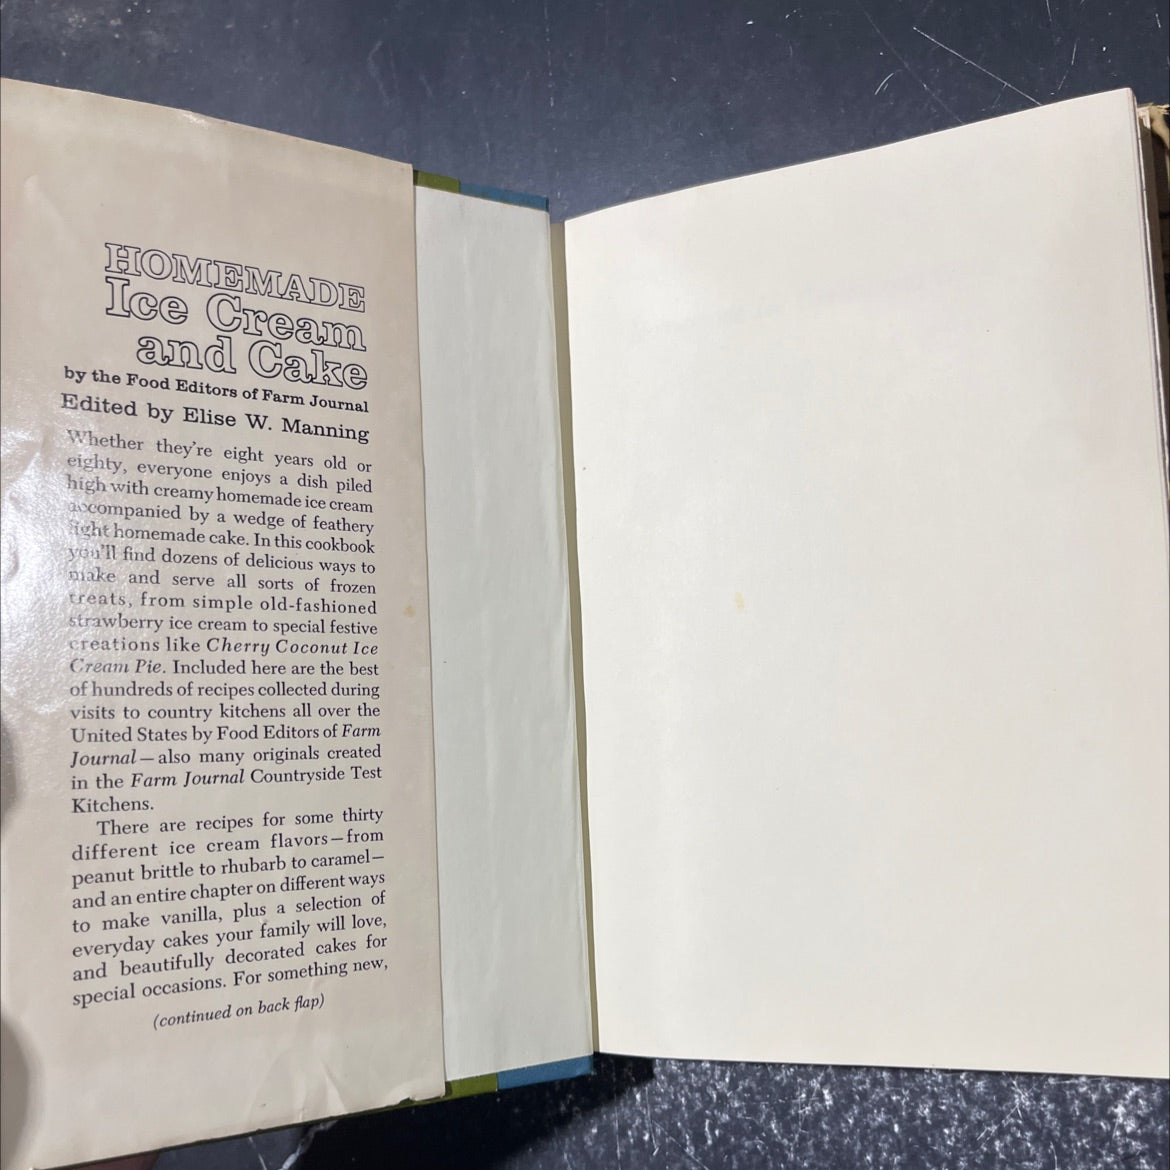 HOMEMADE
Ice Cream
and Cake
by the Food Editors of Farm Journal
Edited by Elise W. Manning
Whether they're eight years old or
eighty, everyone enjoys a dish piled
high with creamy homemade ice cream
accompanied by a wedge of feathery
light homemade cake. In this cookbook
you'll find dozens of delicious ways to
make and serve all sorts of frozen
treats, from simple old-fashioned
strawberry ice cream to special festive
creations like Cherry Coconut Ice
Cream Pie. Included here are the best
of hundreds of recipes collected during
visits to country kitchens all over the
United States by Food Editors of Farm
Journal—also many originals created
in the Farm Journal Countryside Test
Kitchens.
There are recipes for some thirty
different ice cream flavors—from
peanut brittle to rhubarb to caramel—
and an entire chapter on different ways
to make vanilla, plus a selection of
everyday cakes your family will love,
and beautifully decorated cakes for
special occasions. For something new,
(continued on back flap)